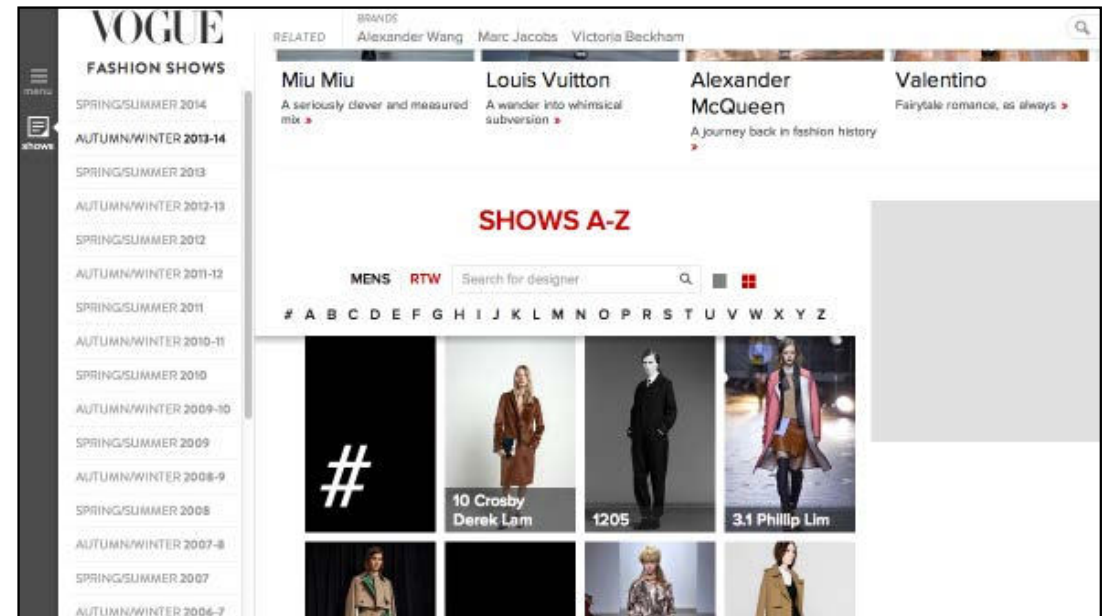 VOGUE
FASHION SHOWS
menu
shows
SPRING/SUMMER 2014
AUTUMN/WINTER 2013-14
SPRING/SUMMER 2013
AUTUMN/WINTER 2012-13
SPRING/SUMMER 2012
AUTUMN/WINTER 2011-12
SPRING/SUMMER 2011
AUTUMN/WINTER 2010-11
SPRING/SUMMER 2010
AUTUMN/WINTER 2009-10
SPRING/SUMMER 2009
AUTUMN/WINTER 2008-9
SPRING/SUMMER 2008
AUTUMN/WINTER 2007-8
SPRING/SUMMER 2007
AUTUMN/WINTER 2006-7
BRANDS
RELATED Alexander Wang Marc Jacobs Victoria Beckham
Miu Miu
A seriously clever and measured
mix »
Louis Vuitton
A wander into whimsical
subversion »
Alexander
McQueen
A journey back in fashion history
»
Valentino
Fairytale romance, as always »
SHOWS A-Z
MENS RTW Search for designer
# A B C D E F G H I J K L M N O P R S T U V W X Y Z
#
10 Crosby
Derek Lam
1205
3.1 Phillip Lim